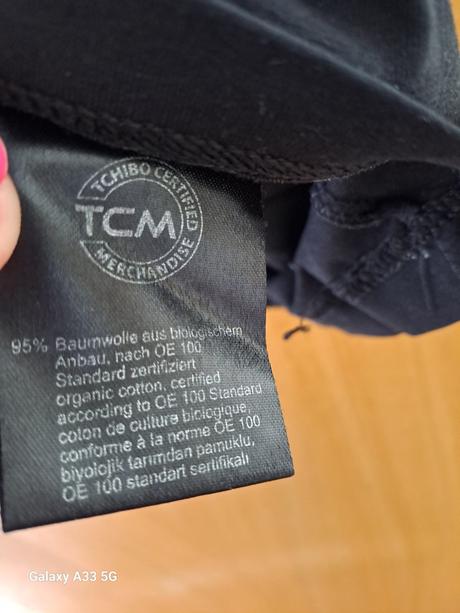 TCHIBO CERTIFIED
TCM
MERCHANDISE
95% Baumwolle aus biologischem
Anbau, nach OE 100
Standard zertifiziert
organic cotton, certified
according to OE 100 Standard
coton de culture biologique,
conforme à la norme OE 100
biyolojik tarımdan pamuklu,
OE 100 standart sertifikalı
Galaxy A33 5G